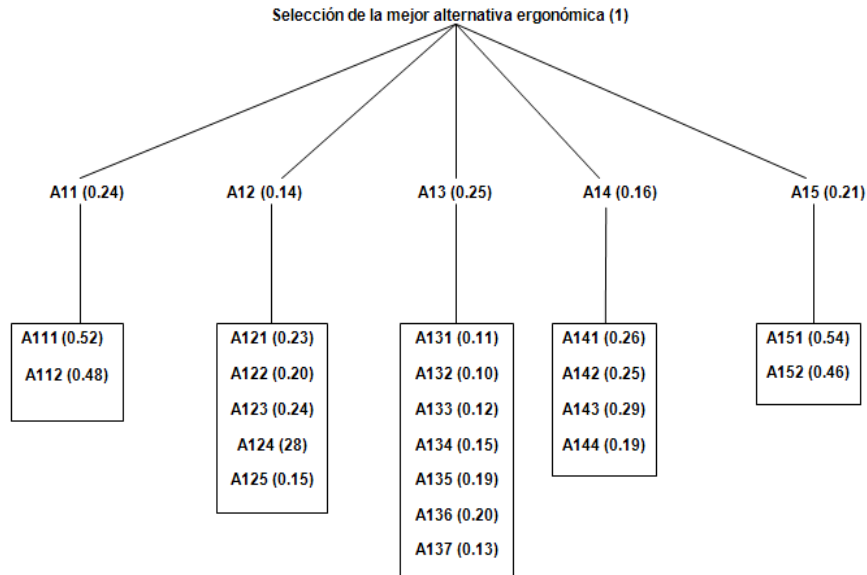 Selección de la mejor alternativa ergonómica (1)
A11 (0.24)
A12 (0.14)
A13 (0.25)
A14 (0.16)
A15 (0.21)
A111 (0.52)
A112 (0.48)
A121 (0.23)
A122 (0.20)
A123 (0.24)
A124 (28)
A125 (0.15)
A131 (0.11)
A132 (0.10)
A133 (0.12)
A134 (0.15)
A135 (0.19)
A136 (0.20)
A137 (0.13)
A141 (0.26)
A142 (0.25)
A143 (0.29)
A144 (0.19)
A151 (0.54)
A152 (0.46)